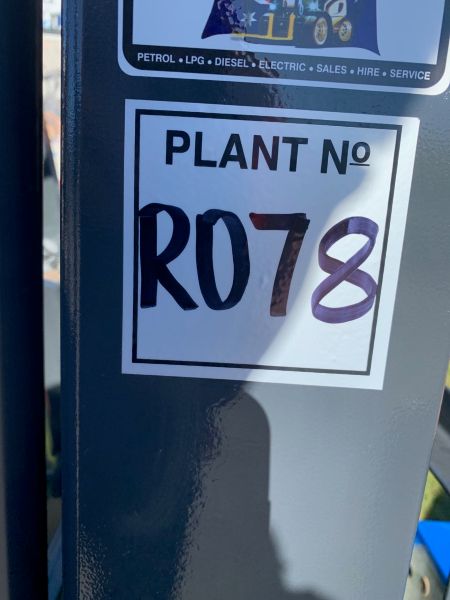 PETROL • LPG • DIESEL • ELECTRIC • SALES • HIRE • SERVICE
PLANT Nº
R078